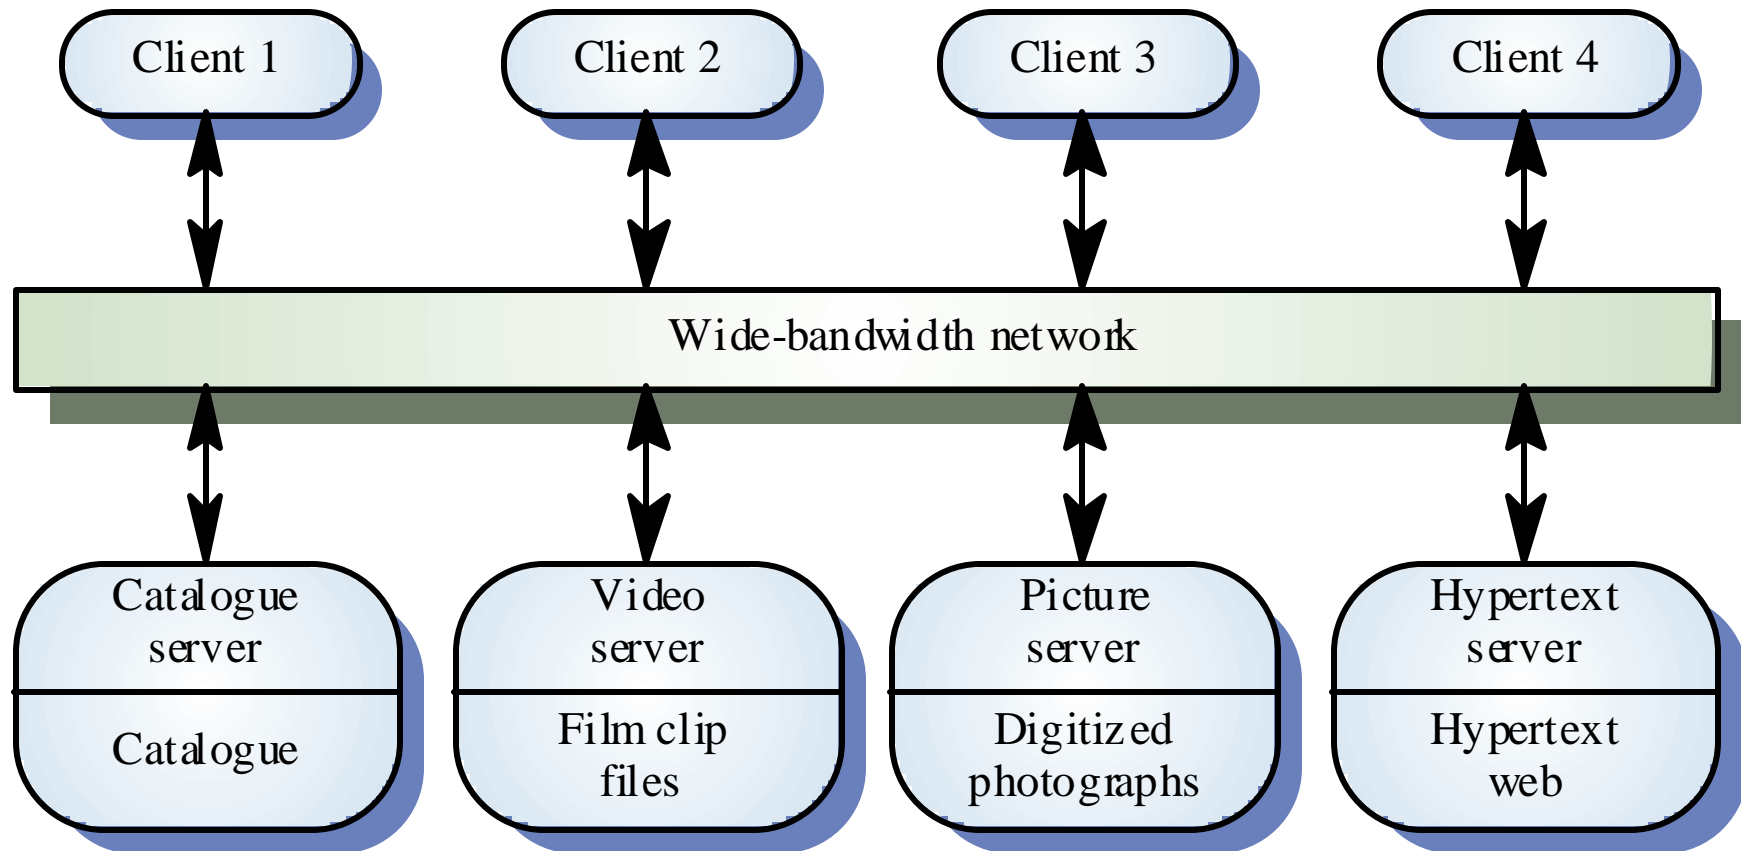 Client 1
Client 2
Client 3
Client 4
Wide-bandwidth network
Catalogue
server
Catalogue
Video
server
Film clip
files
Picture
server
Digitized
photographs
Hypertext
server
Hypertext
web